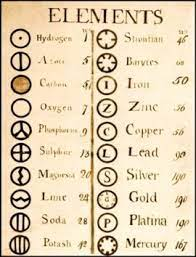 ELEMENTS
Hydrogen
Azote 5
Carbon 5
Oxygen 7
Phosphorus 9
Sulphur 13
Magnesia 20
Lime 24
Soda 28
Potash 42
Strontian 46
Barytes 68
I Iron 50
Z Zinc 56
C Copper 56
L Lead 90
S Silver 190
Gold 190
P Platina 190
Mercury 167